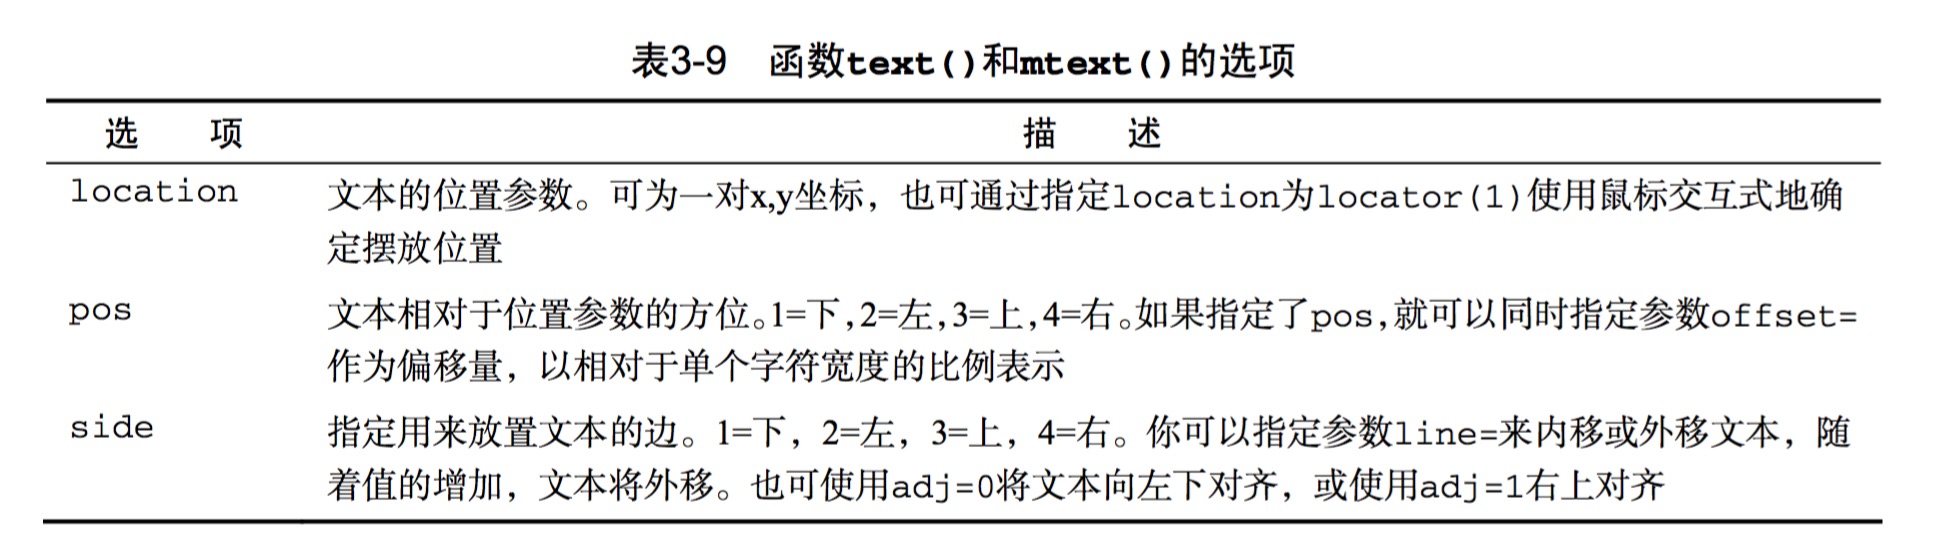 表3-9 函数text()和mtext()的选项
选 项 描 述
location 文本的位置参数。可为一对x,y坐标，也可通过指定location为locator(1)使用鼠标交互式地确
定摆放位置
pos 文本相对于位置参数的方位。1=下,2=左,3=上,4=右。如果指定了pos,就可以同时指定参数offset=
作为偏移量，以相对于单个字符宽度的比例表示
side 指定用来放置文本的边。1=下，2=左，3=上，4=右。你可以指定参数line=来内移或外移文本，随
着值的增加，文本将外移。也可使用adj=0将文本向左下对齐，或使用adj=1右上对齐